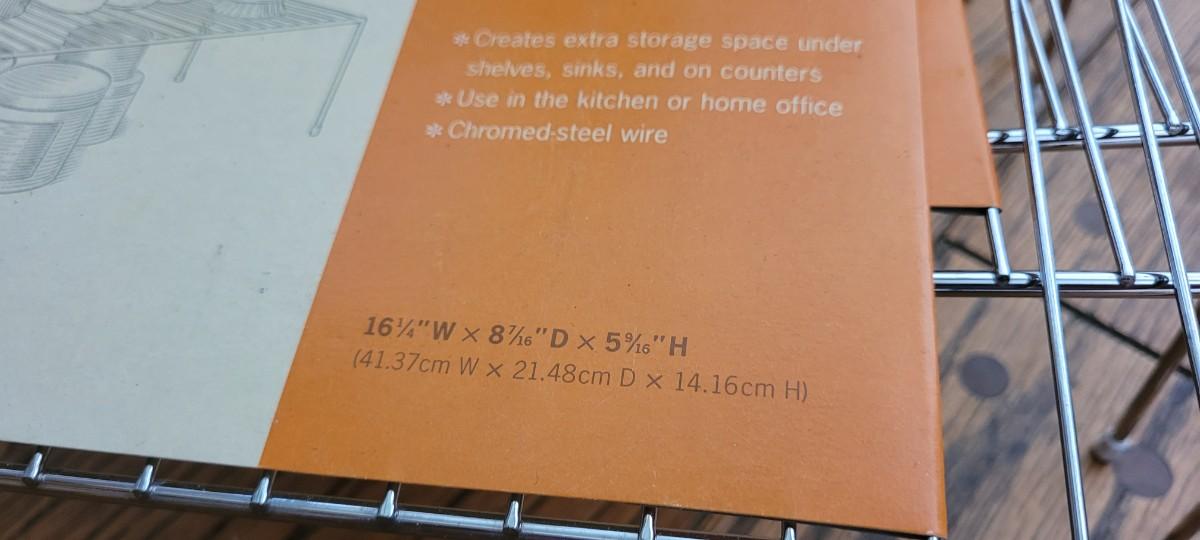 * Creates extra storage space under
shelves, sinks, and on counters
* Use in the kitchen or home office
* Chromed-steel wire
16¼"W × 8⁷⁄₁₆"D × 5⁹⁄₁₆"H
(41.37cm W × 21.48cm D × 14.16cm H)